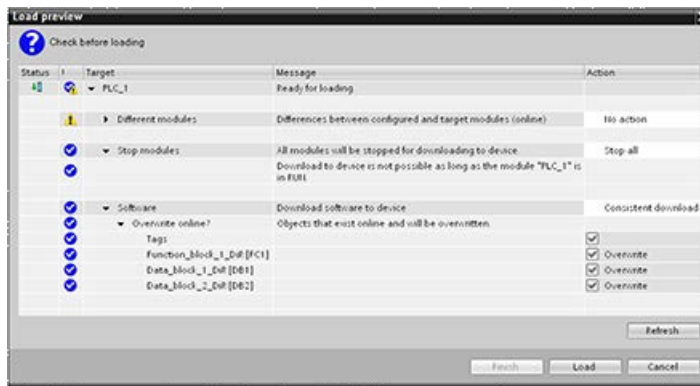 Load preview
Check before loading
Status ! Target Message Action
PLC_1 Ready for loading.
Different modules Differences between configured and target modules (online) No action
Stop modules All modules will be stopped for downloading to device. Stop all
Download to device is not possible as long as the module "PLC_1" is
in RUN.
Software Download software to device Consistent download
Overwrite online? Objects that exist online and will be overwritten.
Tags
Function_block_1_Diff [FC1] Overwrite
Data_block_1_Diff [DB1] Overwrite
Data_block_2_Diff [DB2] Overwrite
Refresh
Finish Load Cancel